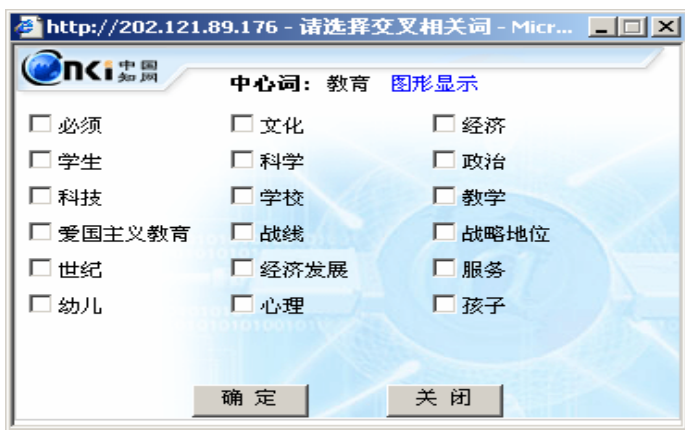 http://202.121.89.176 - 请选择交叉相关词 - Micr...
cnki 中国知网
中心词： 教育 图形显示
必须 文化 经济
学生 科学 政治
科技 学校 教学
爱国主义教育 战线 战略地位
世纪 经济发展 服务
幼儿 心理 孩子
确 定 关 闭